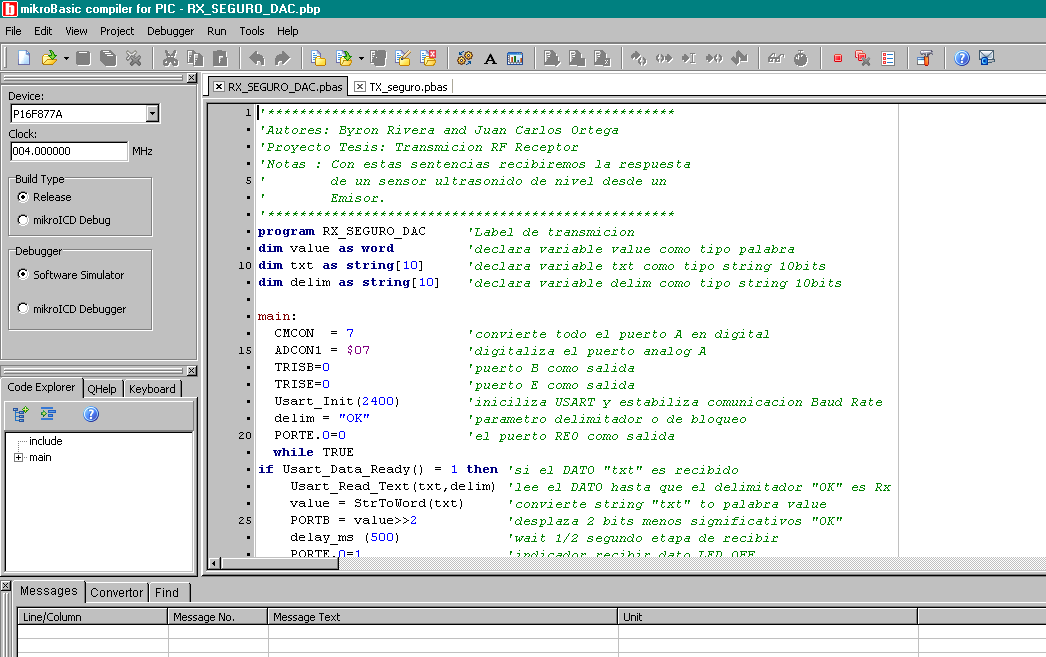 mikroBasic compiler for PIC - RX_SEGURO_DAC.pbp
File Edit View Project Debugger Run Tools Help
Device:
P16F877A
Clock:
004.000000 MHz
Build Type
Release
mikroICD Debug
Debugger
Software Simulator
mikroICD Debugger
Code Explorer QHelp Keyboard
include
main
RX_SEGURO_DAC.pbas TX_seguro.pbas
1 '***************************************************
'Autores: Byron Rivera and Juan Carlos Ortega
'Proyecto Tesis: Transmicion RF Receptor
'Notas : Con estas sentencias recibiremos la respuesta
5 ' de un sensor ultrasonido de nivel desde un
' Emisor.
'***************************************************
program RX_SEGURO_DAC 'Label de transmicion
dim value as word 'declara variable value como tipo palabra
10 dim txt as string[10] 'declara variable txt como tipo string 10bits
dim delim as string[10] 'declara variable delim como tipo string 10bits
main:
CMCON = 7 'convierte todo el puerto A en digital
15 ADCON1 = $07 'digitaliza el puerto analog A
TRISB=0 'puerto B como salida
TRISE=0 'puerto E como salida
Usart_Init(2400) 'iniciliza USART y estabiliza comunicacion Baud Rate
delim = "OK" 'parametro delimitador o de bloqueo
20 PORTE.0=0 'el puerto RE0 como salida
while TRUE
if Usart_Data_Ready() = 1 then 'si el DATO "txt" es recibido
Usart_Read_Text(txt,delim) 'lee el DATO hasta que el delimitador "OK" es Rx
value = StrToWord(txt) 'convierte string "txt" to palabra value
25 PORTB = value>>2 'desplaza 2 bits menos significativos "OK"
delay_ms (500) 'wait 1/2 segundo etapa de recibir
PORTE.0=1 'indicador recibir dato LED OFF
Messages Convertor Find
Line/Column Message No. Message Text Unit